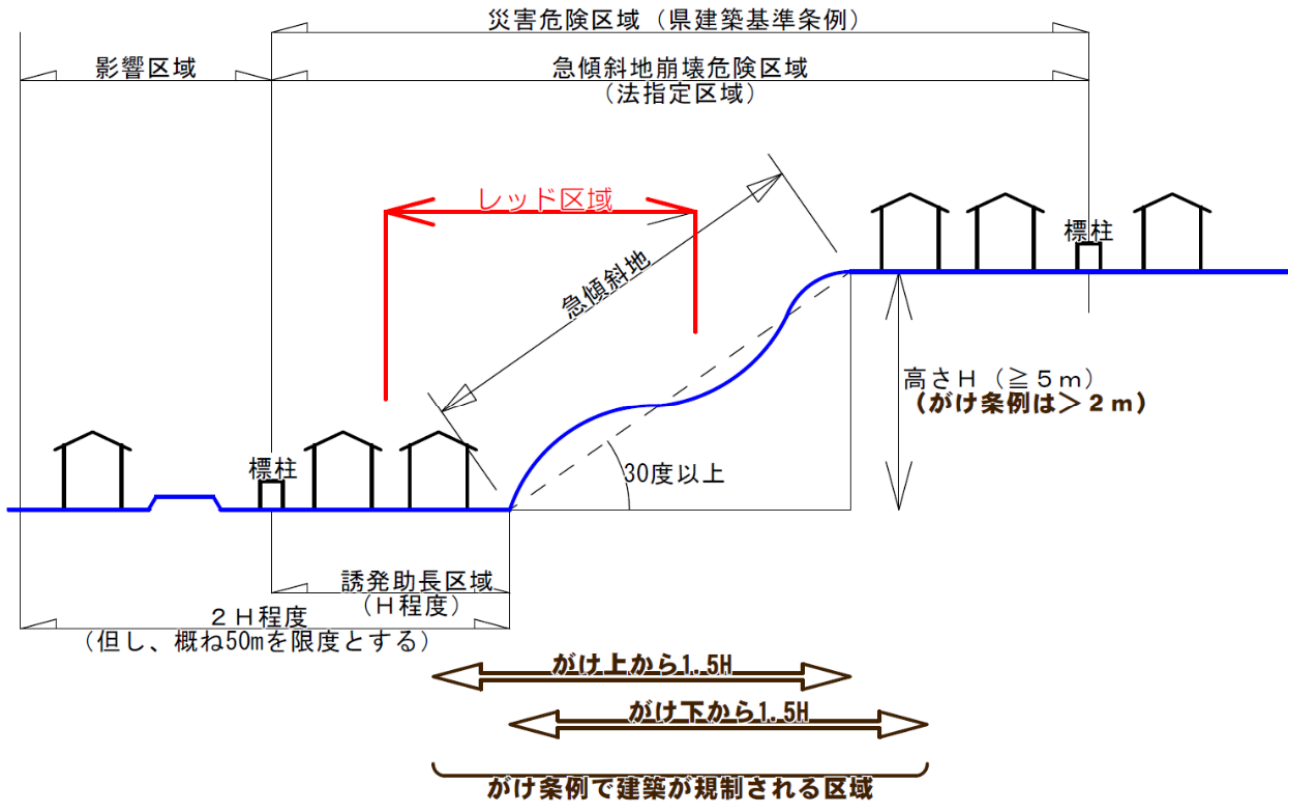 災害危険区域（県建築基準条例）
影響区域
急傾斜地崩壊危険区域
（法指定区域）
レッド区域
急傾斜地
標柱
高さＨ（≧５ｍ）
（がけ条例は＞２ｍ）
標柱
30度以上
誘発助長区域
（Ｈ程度）
２Ｈ程度
（但し、概ね50mを限度とする）
がけ上から1.5H
がけ下から1.5H
がけ条例で建築が規制される区域